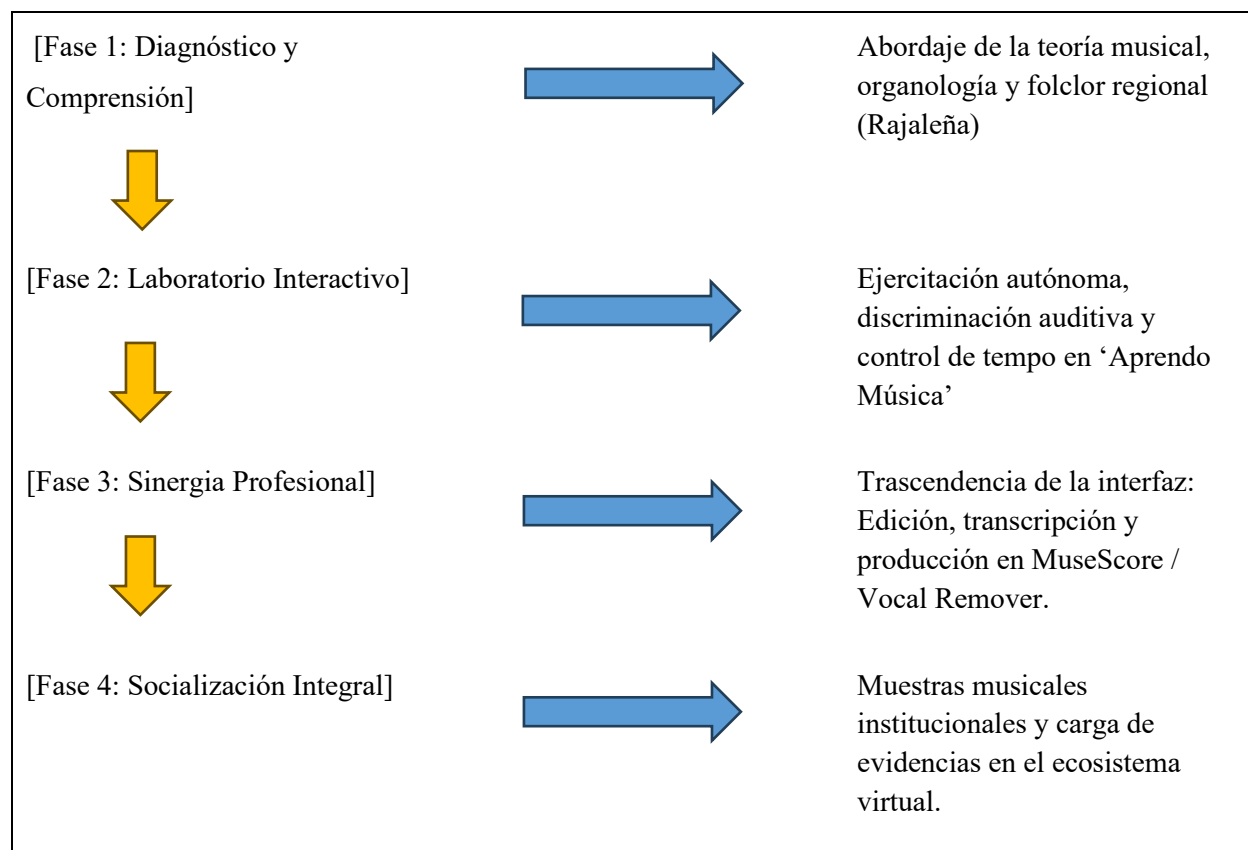 [Fase 1: Diagnóstico y
Comprensión]
Abordaje de la teoría musical,
organología y folclor regional
(Rajaleña)
[Fase 2: Laboratorio Interactivo]
Ejercitación autónoma,
discriminación auditiva y
control de tempo en ‘Aprendo
Música’
[Fase 3: Sinergia Profesional]
Trascendencia de la interfaz:
Edición, transcripción y
producción en MuseScore /
Vocal Remover.
[Fase 4: Socialización Integral]
Muestras musicales
institucionales y carga de
evidencias en el ecosistema
virtual.